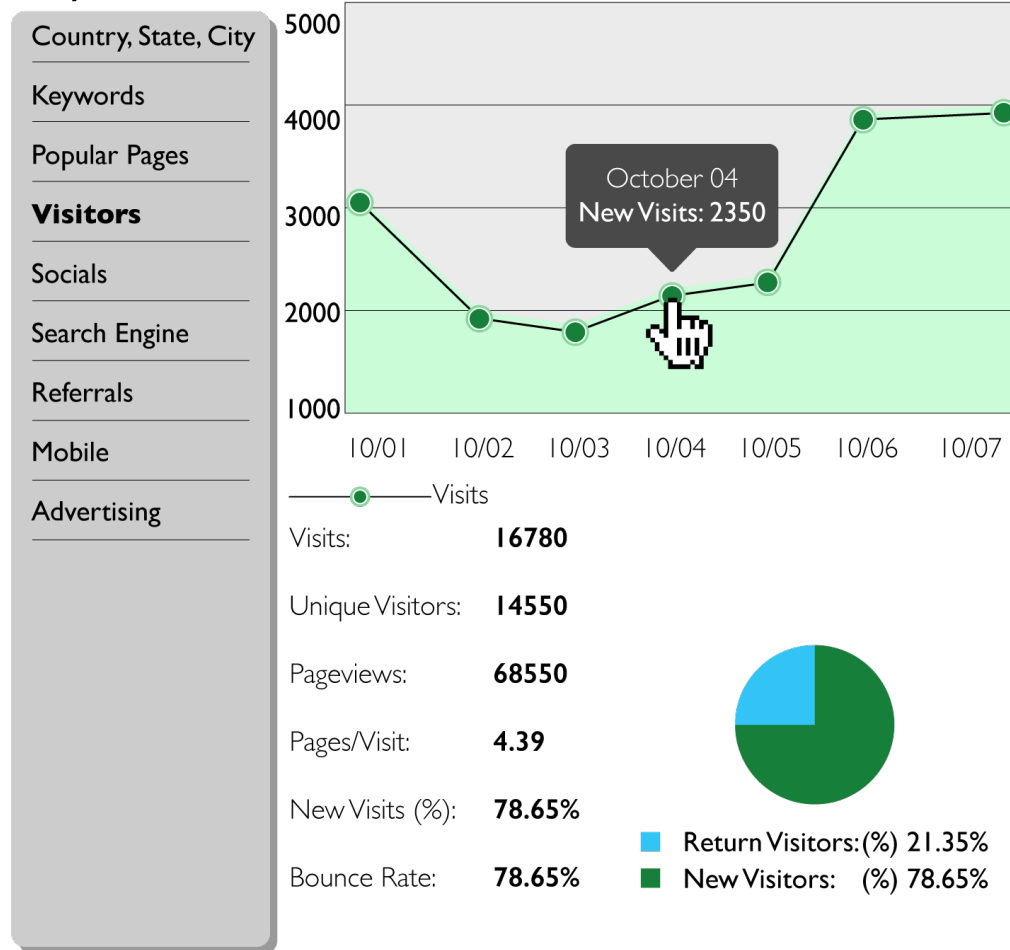 Country, State, City
Keywords
Popular Pages
Visitors
Socials
Search Engine
Referrals
Mobile
Advertising
5000
4000
3000
2000
1000
October 04
New Visits: 2350
10/01 10/02 10/03 10/04 10/05 10/06 10/07
Visits
Visits: 16780
Unique Visitors: 14550
Pageviews: 68550
Pages/Visit: 4.39
New Visits (%): 78.65%
Bounce Rate: 78.65%
Return Visitors: (%) 21.35%
New Visitors: (%) 78.65%